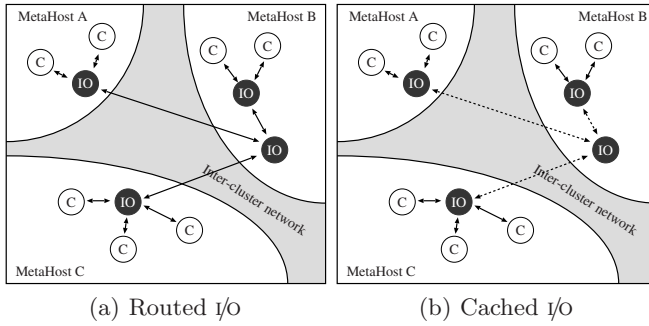 MetaHost A
MetaHost B
C
C
IO
C
C
IO
IO
Inter-cluster network
C
IO
C
C
MetaHost C
(a) Routed I/O
MetaHost A
MetaHost B
C
C
IO
C
C
IO
IO
Inter-cluster network
C
IO
C
C
MetaHost C
(b) Cached I/O